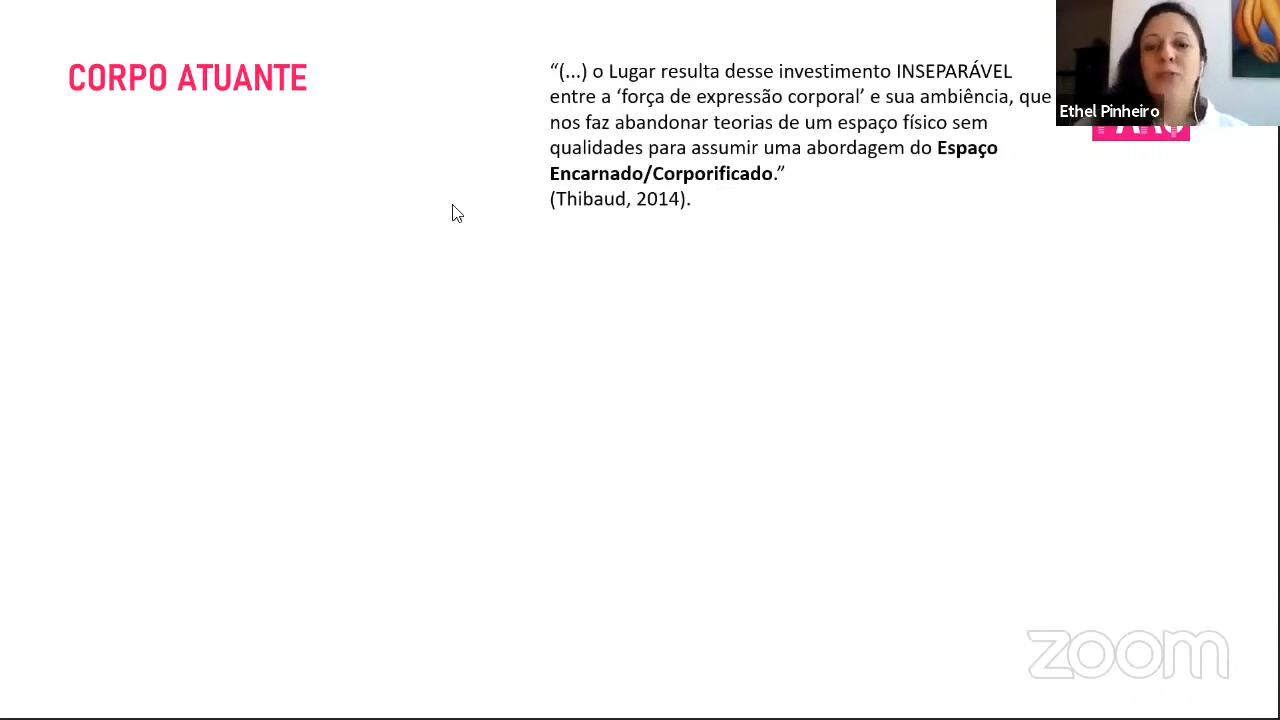 CORPO ATUANTE
“(...) o Lugar resulta desse investimento INSEPARÁVEL
entre a ‘força de expressão corporal’ e sua ambiência, que
nos faz abandonar teorias de um espaço físico sem
qualidades para assumir uma abordagem do Espaço
Encarnado/Corporificado.”
(Thibaud, 2014).
Ethel Pinheiro
zoom